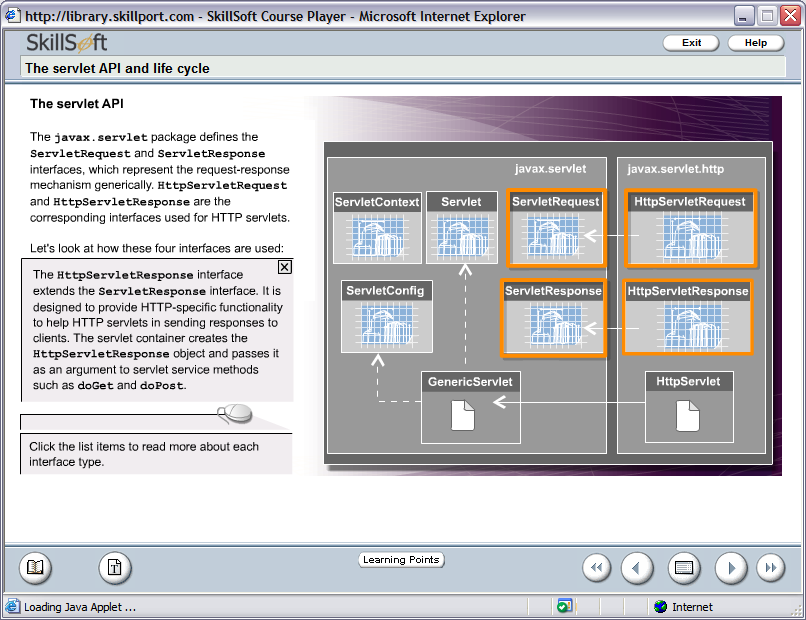 http://library.skillport.com - SkillSoft Course Player - Microsoft Internet Explorer
SkillSoft
Exit
Help
The servlet API and life cycle
The servlet API
The javax.servlet package defines the
ServletRequest and ServletResponse
interfaces, which represent the request-response
mechanism generically. HttpServletRequest
and HttpServletResponse are the
corresponding interfaces used for HTTP servlets.
Let's look at how these four interfaces are used:
The HttpServletResponse interface
extends the ServletResponse interface. It is
designed to provide HTTP-specific functionality
to help HTTP servlets in sending responses to
clients. The servlet container creates the
HttpServletResponse object and passes it
as an argument to servlet service methods
such as doGet and doPost.
Click the list items to read more about each
interface type.
javax.servlet
javax.servlet.http
ServletContext
Servlet
ServletRequest
HttpServletRequest
ServletConfig
ServletResponse
HttpServletResponse
GenericServlet
HttpServlet
Learning Points
Loading Java Applet ...
Internet